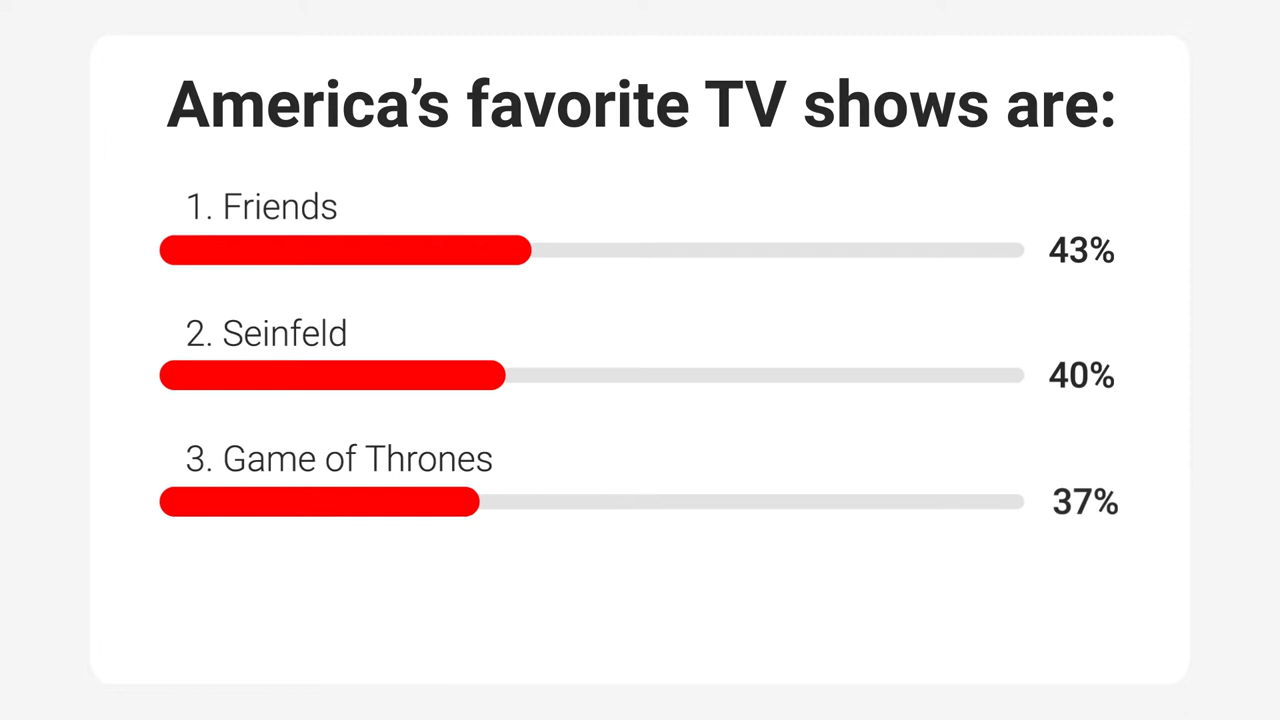 America’s favorite TV shows are:
1. Friends
43%
2. Seinfeld
40%
3. Game of Thrones
37%